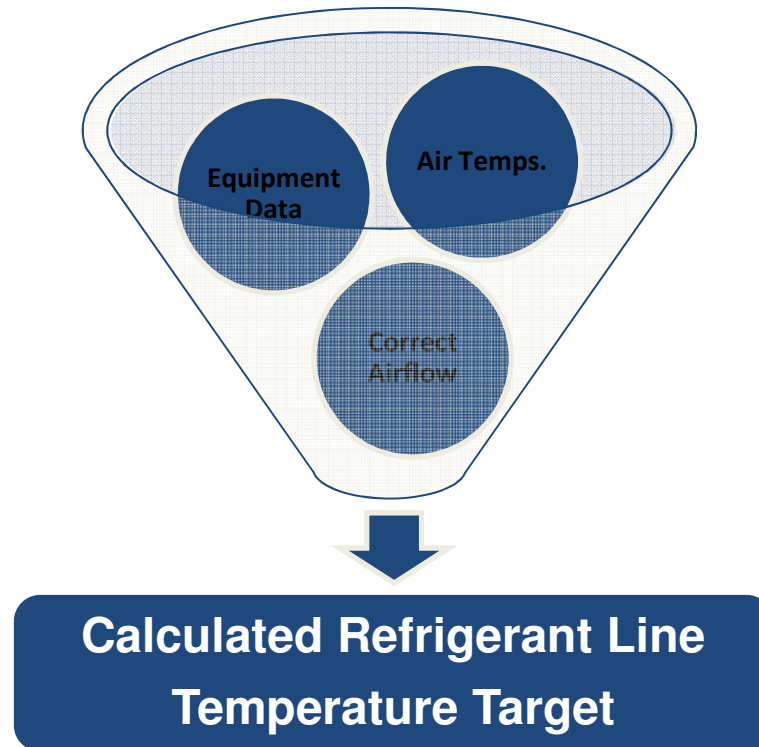 Equipment
Data
Air Temps.
Correct
Airflow
Calculated Refrigerant Line
Temperature Target